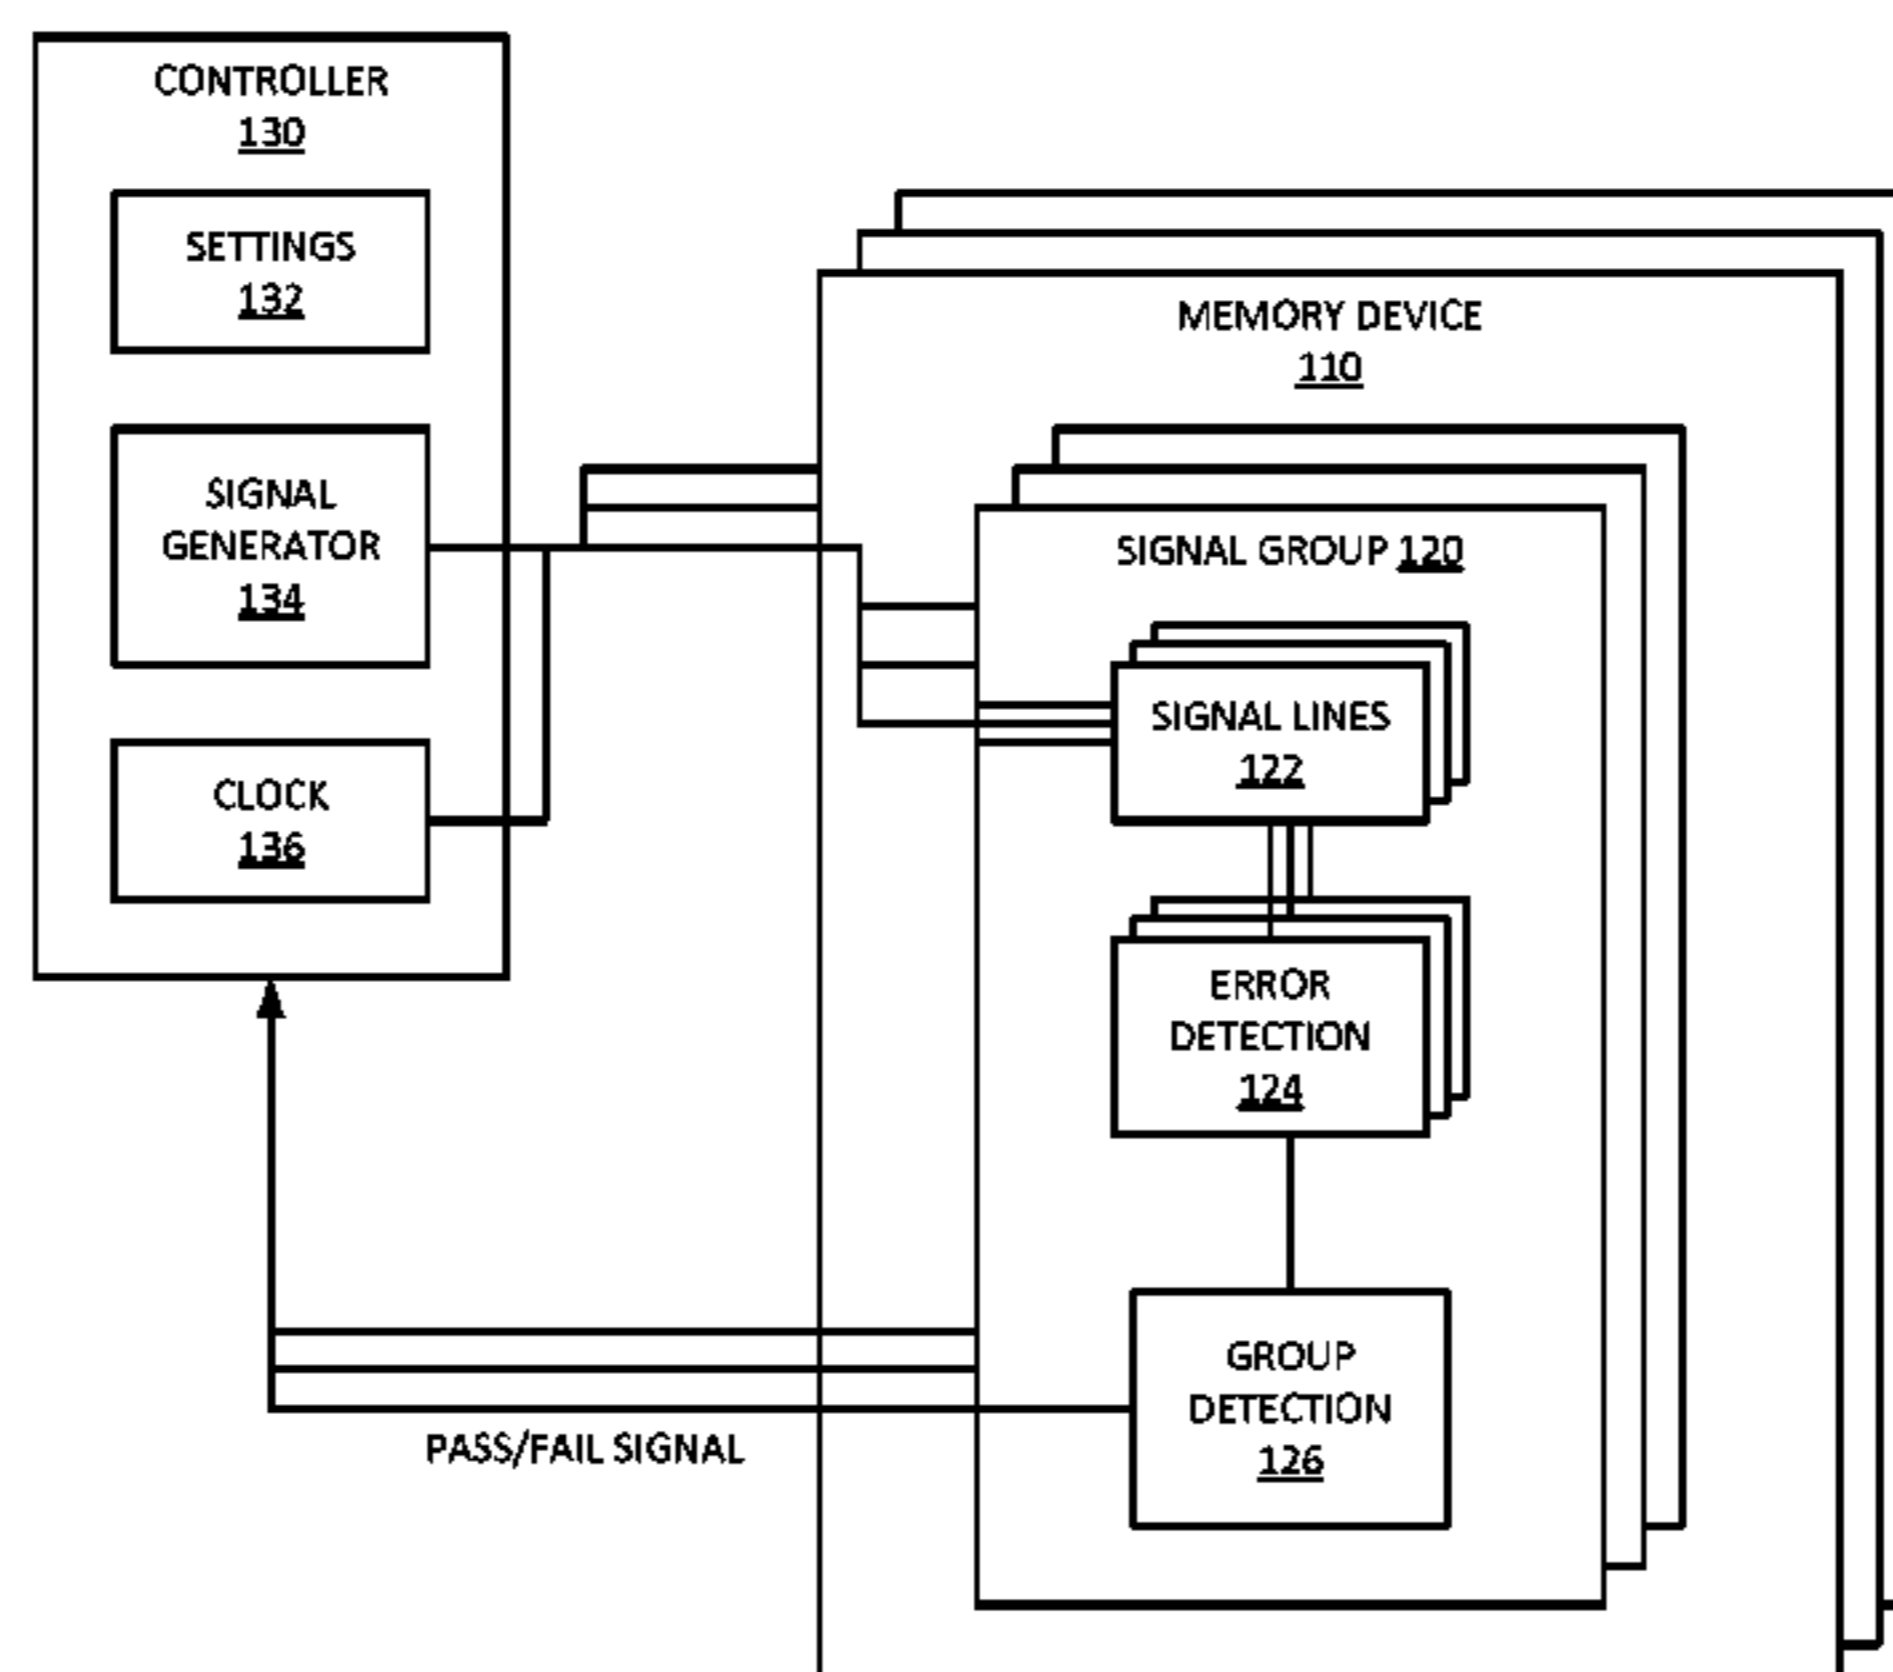 CONTROLLER
130
SETTINGS
132
SIGNAL
GENERATOR
134
CLOCK
136
MEMORY DEVICE
110
SIGNAL GROUP 120
SIGNAL LINES
122
ERROR
DETECTION
124
GROUP
DETECTION
126
PASS/FAIL SIGNAL